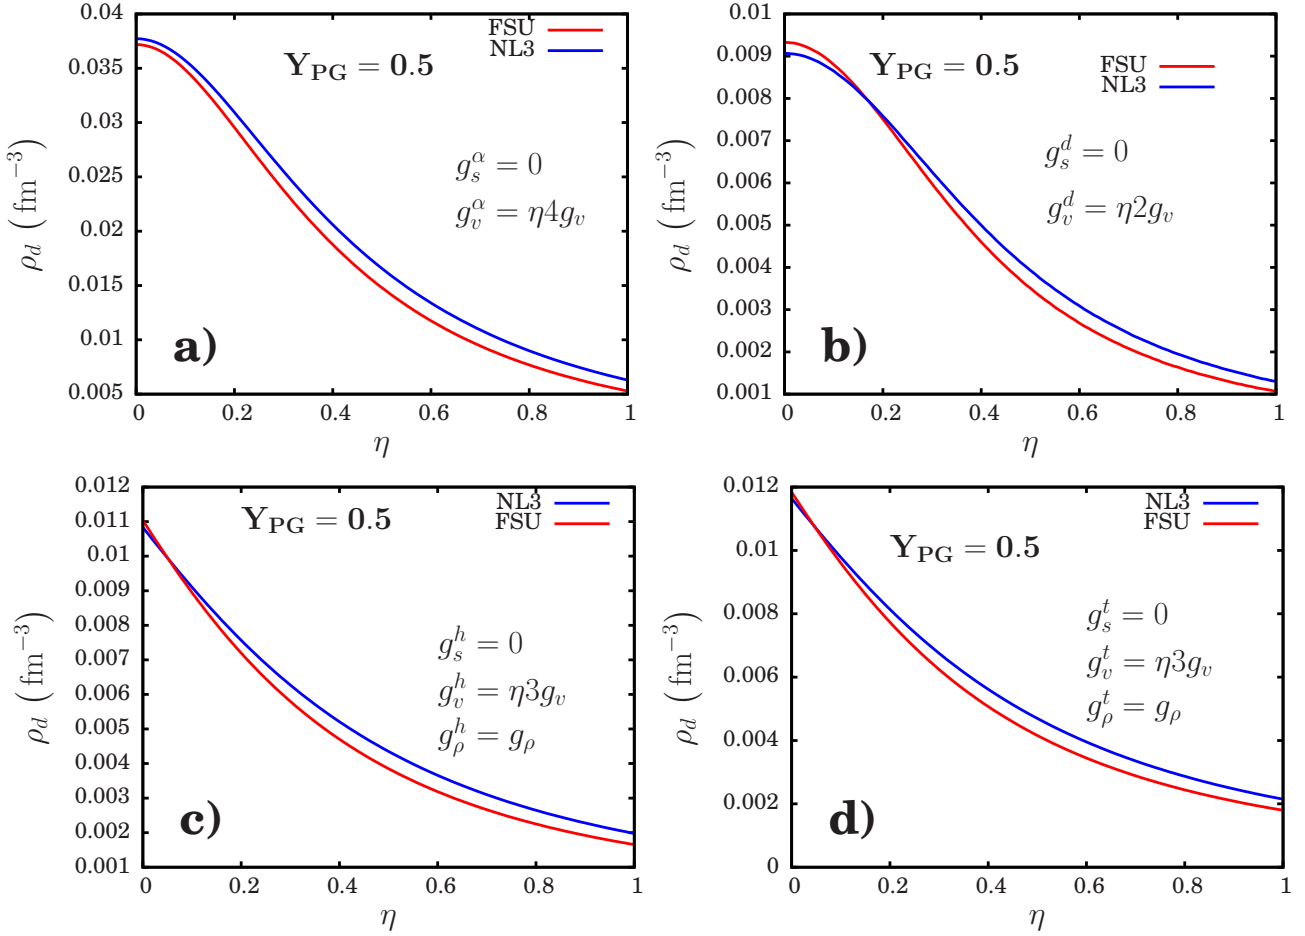 0.04
0.035
0.03
0.025
0.02
0.015
0.01
0.005
0 0.2 0.4 0.6 0.8 1
ρ_d ( fm⁻³)
η
FSU
NL3
Y_PG = 0.5
g_s^α = 0
g_v^α = η4g_v
a)
0.01
0.009
0.008
0.007
0.006
0.005
0.004
0.003
0.002
0.001
0 0.2 0.4 0.6 0.8 1
ρ_d ( fm⁻³)
η
Y_PG = 0.5
FSU
NL3
g_s^d = 0
g_v^d = η2g_v
b)
0.012
0.011
0.01
0.009
0.008
0.007
0.006
0.005
0.004
0.003
0.002
0.001
0 0.2 0.4 0.6 0.8 1
ρ_d ( fm⁻³)
η
NL3
FSU
Y_PG = 0.5
g_s^h = 0
g_v^h = η3g_v
g_ρ^h = g_ρ
c)
0.012
0.01
0.008
0.006
0.004
0.002
0
0 0.2 0.4 0.6 0.8 1
ρ_d ( fm⁻³)
η
NL3
FSU
Y_PG = 0.5
g_s^t = 0
g_v^t = η3g_v
g_ρ^t = g_ρ
d)